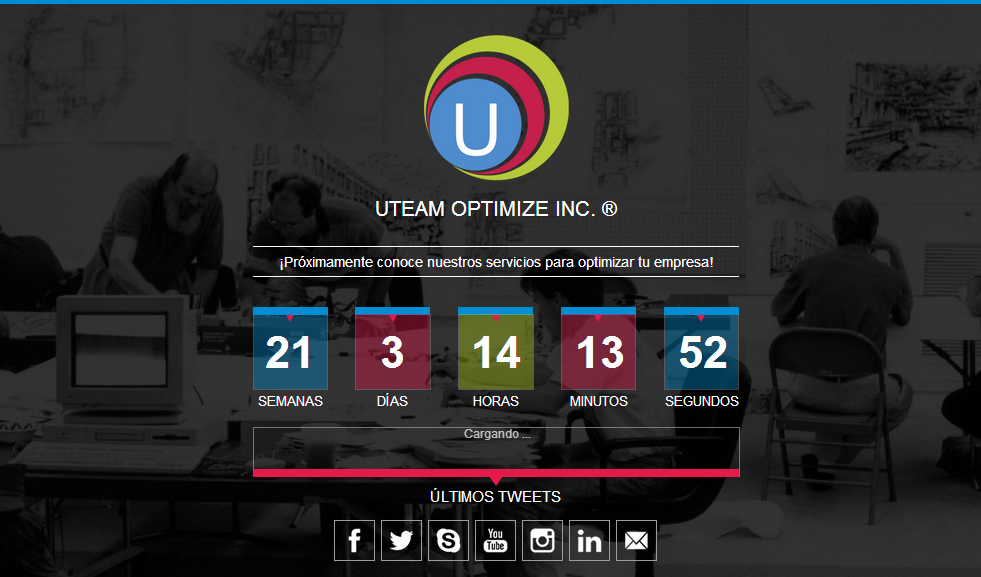 U
UTEAM OPTIMIZE INC. ®
¡Próximamente conoce nuestros servicios para optimizar tu empresa!
21 3 14 13 52
SEMANAS DÍAS HORAS MINUTOS SEGUNDOS
Cargando ...
ÚLTIMOS TWEETS
f You Tube in